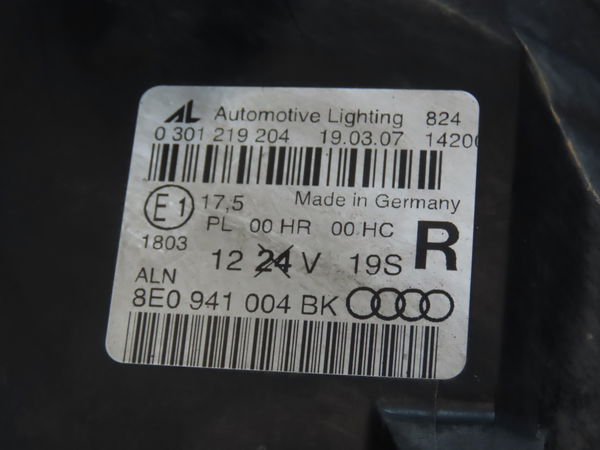 AL Automotive Lighting 824
0 301 219 204 19.03.07
E1 17,5 Made in Germany
PL 00 HR 00 HC R
1803
12 24 V 19S
ALN
8E0 941 004 BK